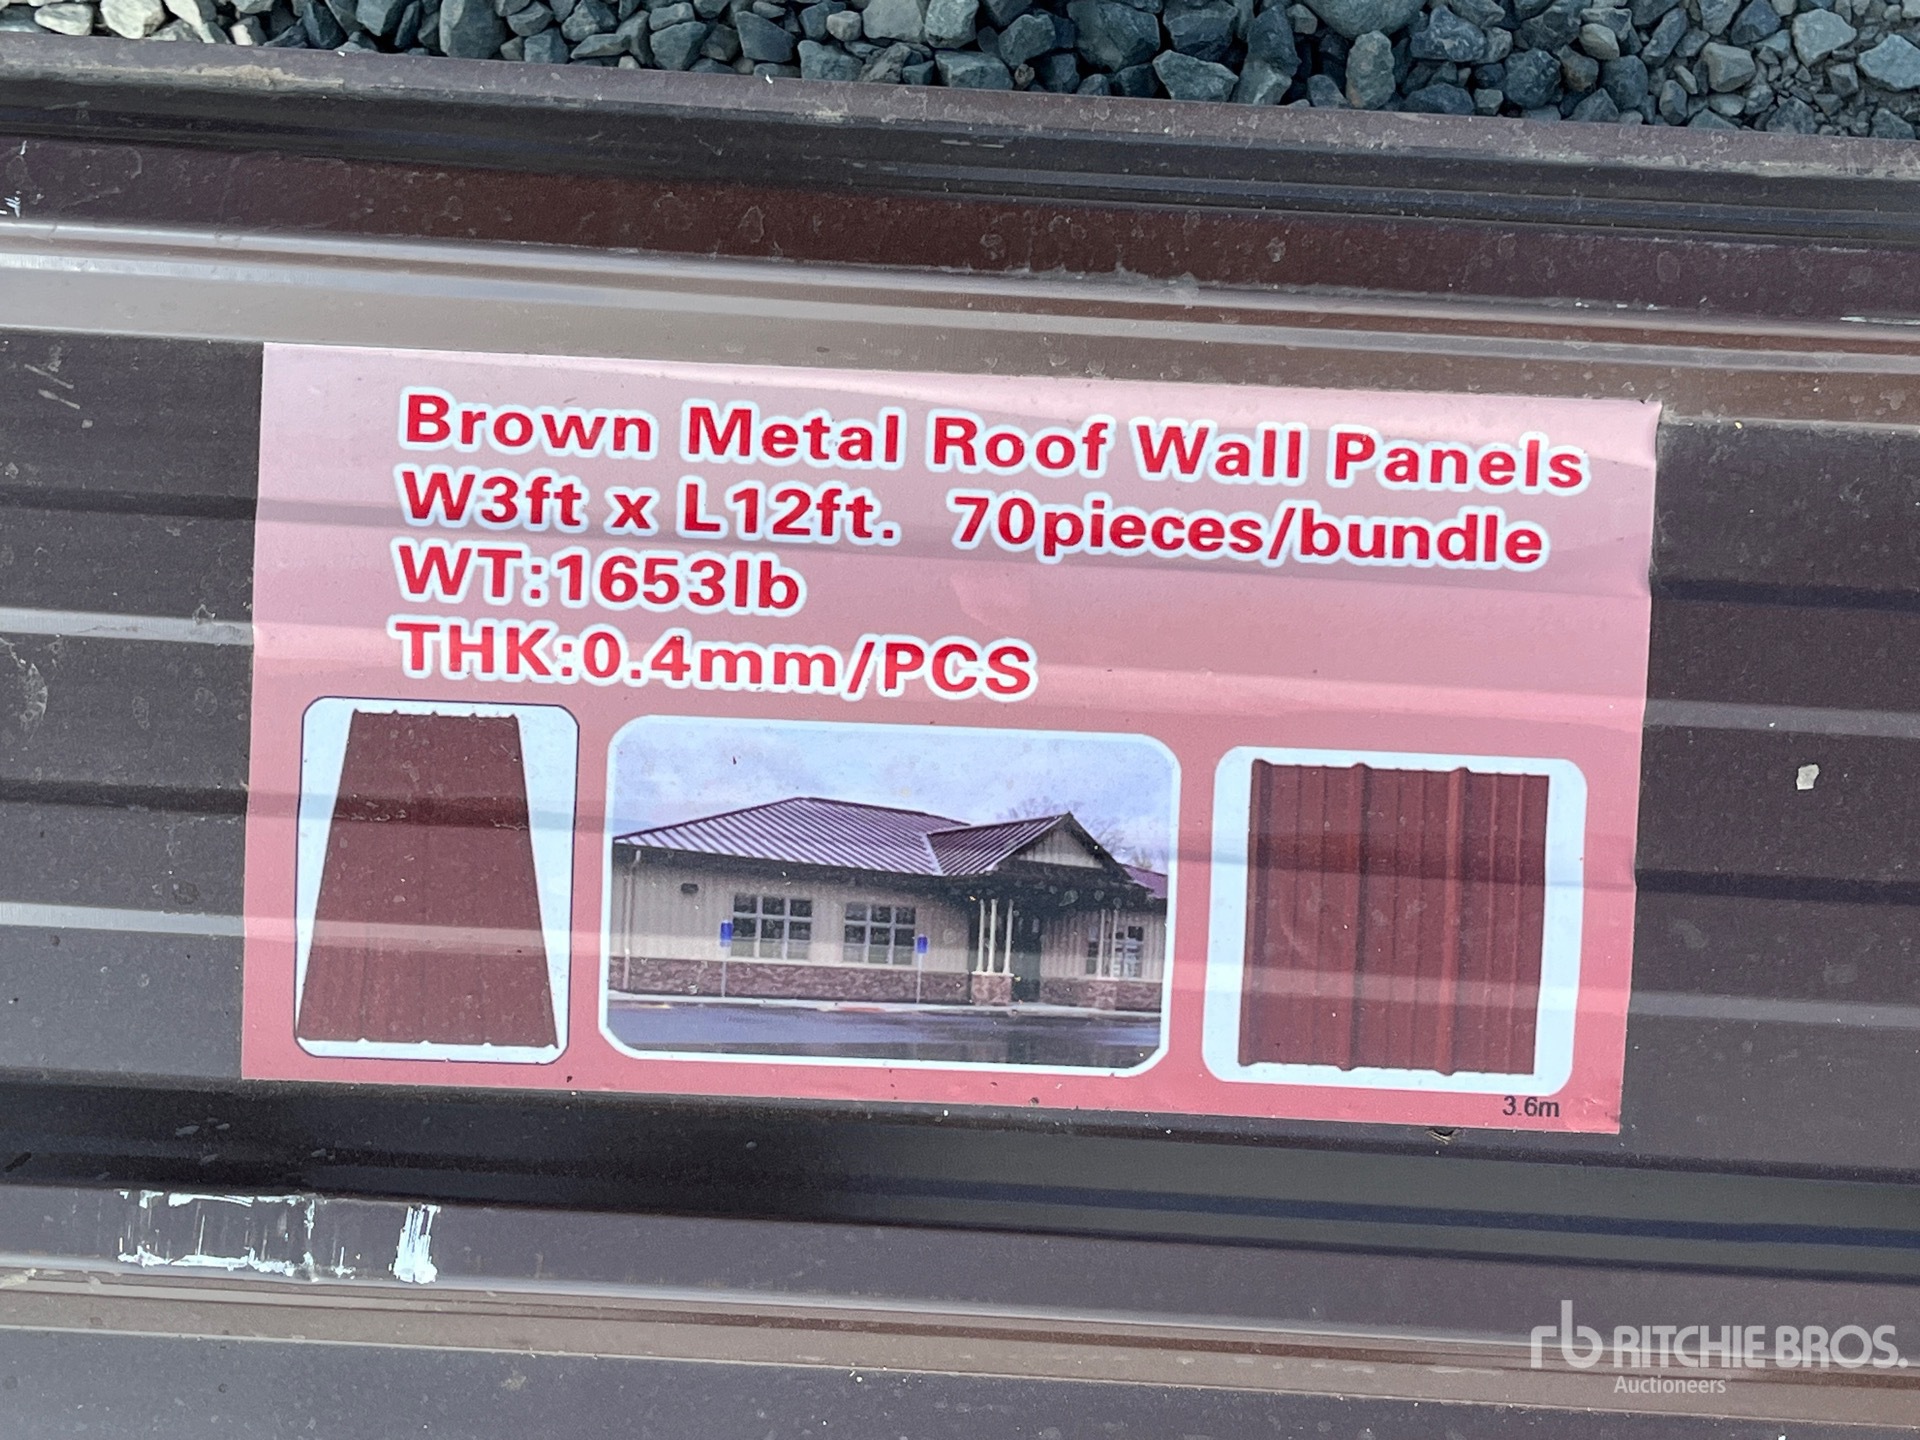 Brown Metal Roof Wall Panels
W3ft x L12ft. 70pieces/bundle
WT:1653lb
THK:0.4mm/PCS
3.6m
rb RITCHIE BROS.
Auctioneers